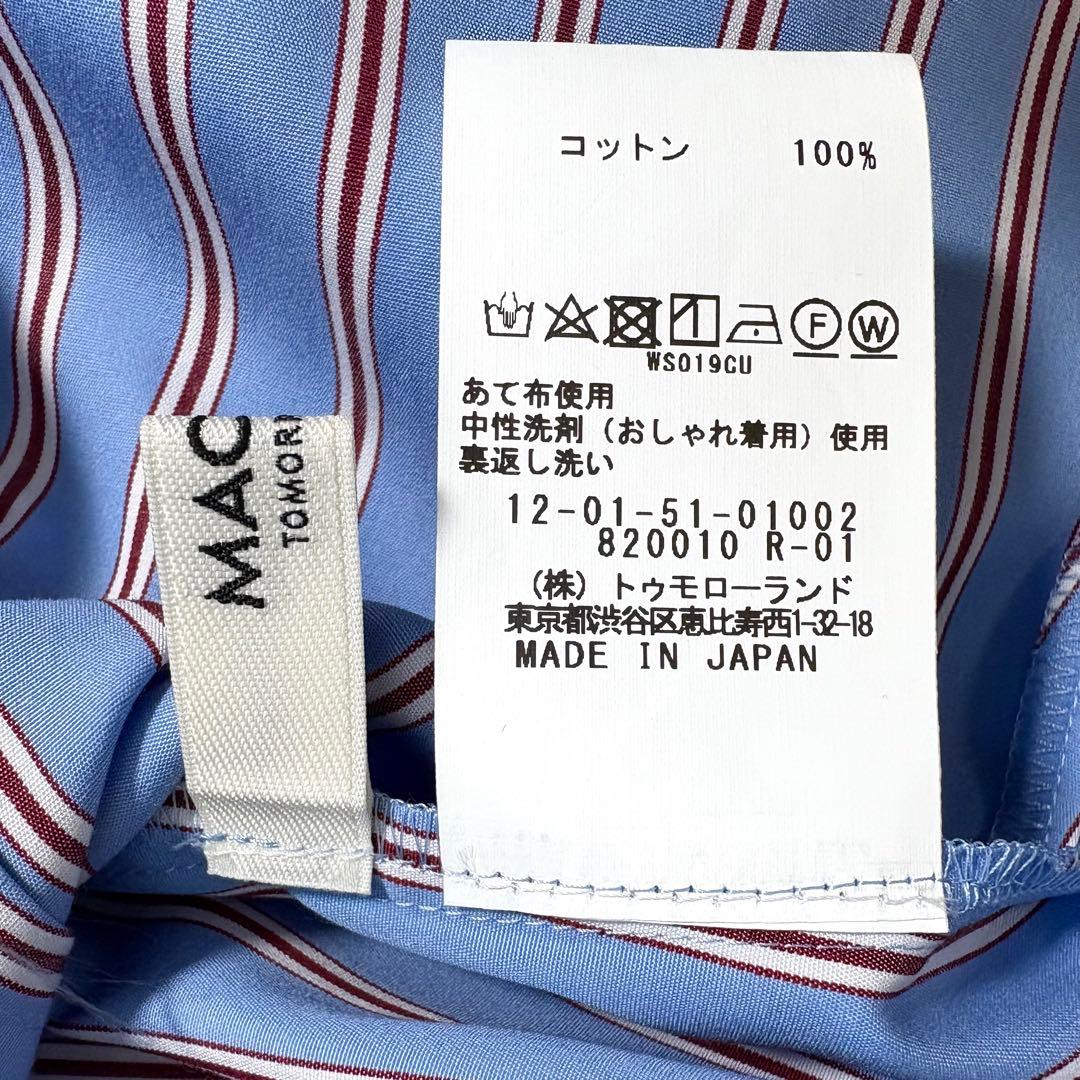 コットン 100%
F W
WS019CU
あて布使用
中性洗剤（おしゃれ着用）使用
裏返し洗い
12-01-51-01002
820010 R-01
（株）トゥモローランド
東京都渋谷区恵比寿西1-32-18
MADE IN JAPAN
MAC
TOMORR